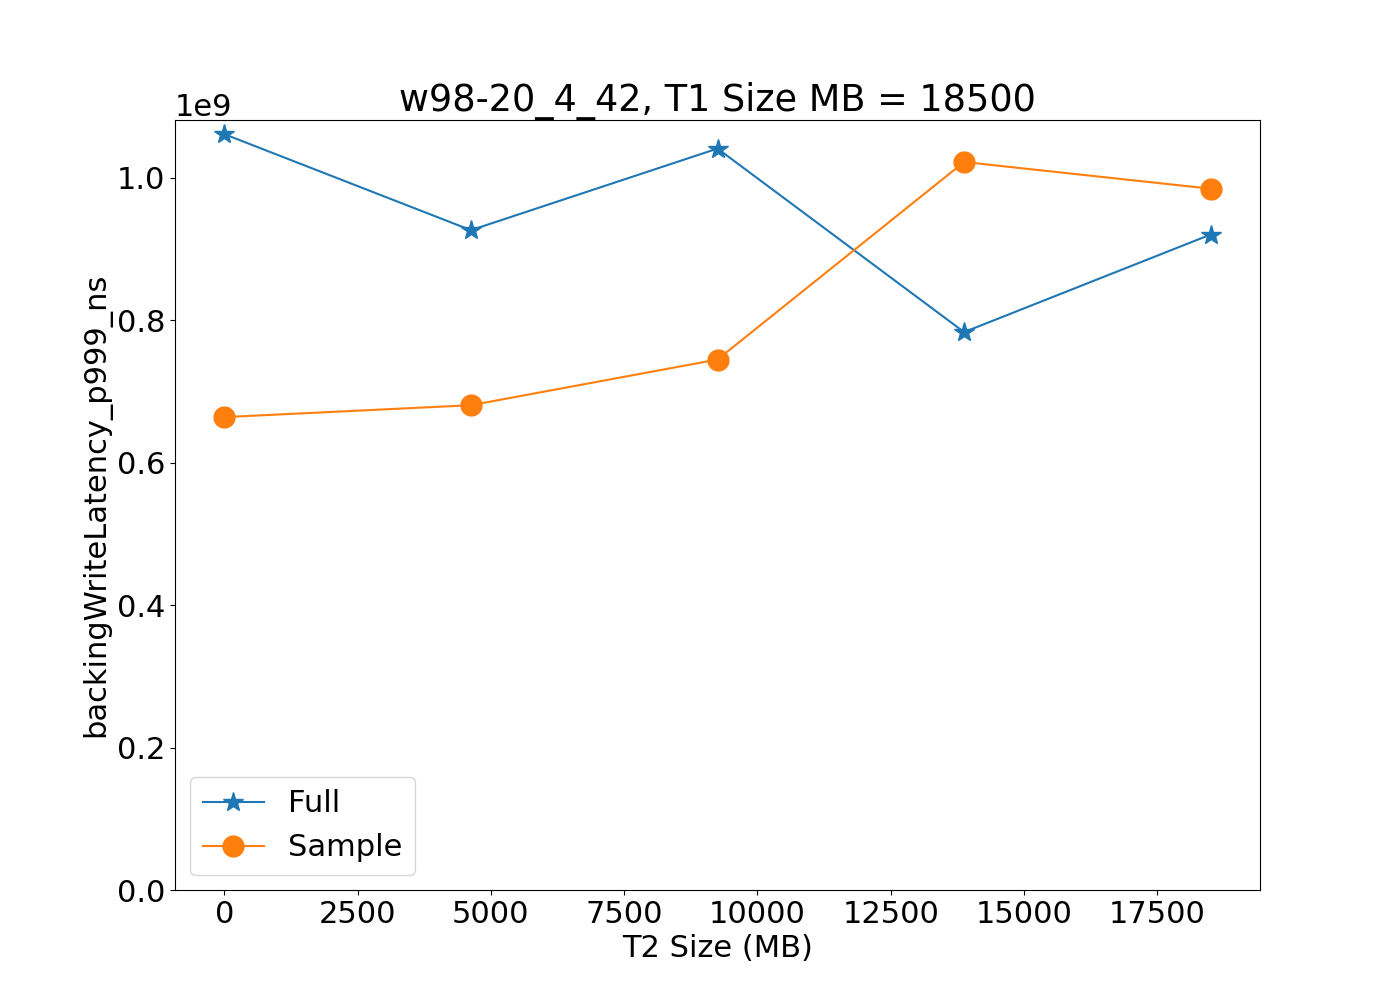 w98-20_4_42, T1 Size MB = 18500
1e9
1.0
0.8
0.6
0.4
0.2
0.0
backingWriteLatency_p999_ns
Full
Sample
0 2500 5000 7500 10000 12500 15000 17500
T2 Size (MB)